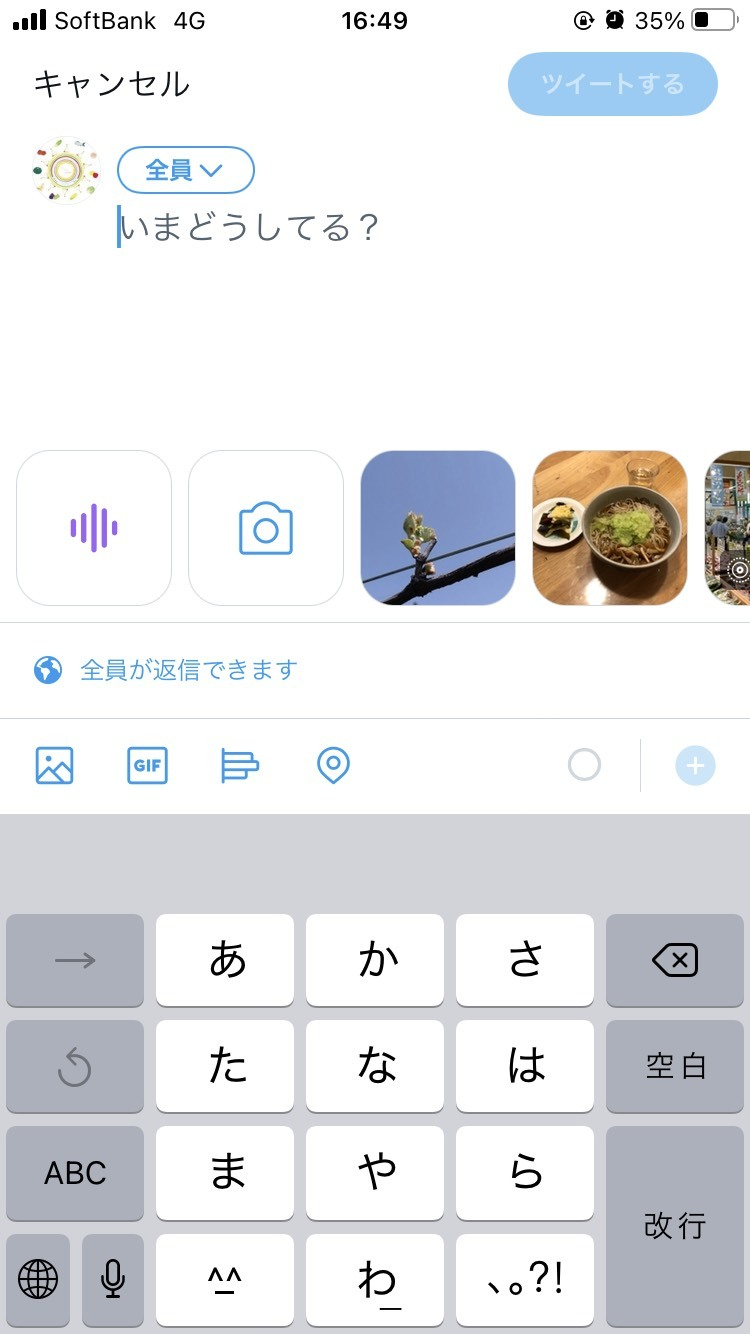 SoftBank 4G 16:49 35%
キャンセル ツイートする
全員
いまどうしてる？
全員が返信できます
GIF
→ あ か さ
た な は 空白
ABC ま や ら 改行
^^ わ 、。?!